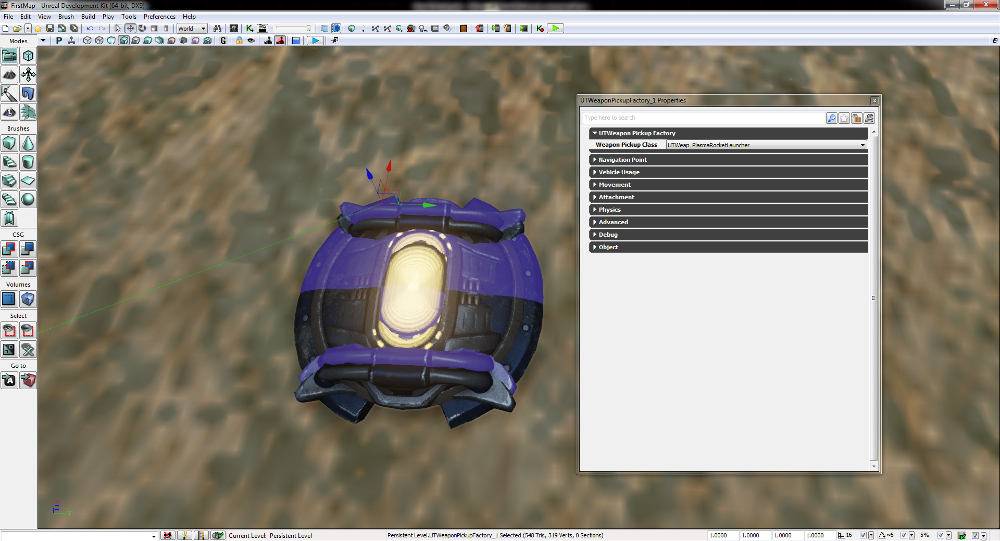 FirstMap - Unreal Development Kit (64-bit, DX9)
File Edit View Brush Build Play Tools Preferences Help
World
Modes
P
G
L
Brushes
CSG
Volumes
Select
Go to
A
UTWeaponPickupFactory_1 Properties
Type here to search
UTWeapon Pickup Factory
Weapon Pickup Class UTWeap_PlasmaRocketLauncher
Navigation Point
Vehicle Usage
Movement
Attachment
Physics
Advanced
Debug
Object
Z
Y
Current Level: Persistent Level
Persistent Level.UTWeaponPickupFactory_1 Selected (548 Tris, 319 Verts, 0 Sections)
1.0000 1.0000 1.0000 1.0000 16 ~6 5%